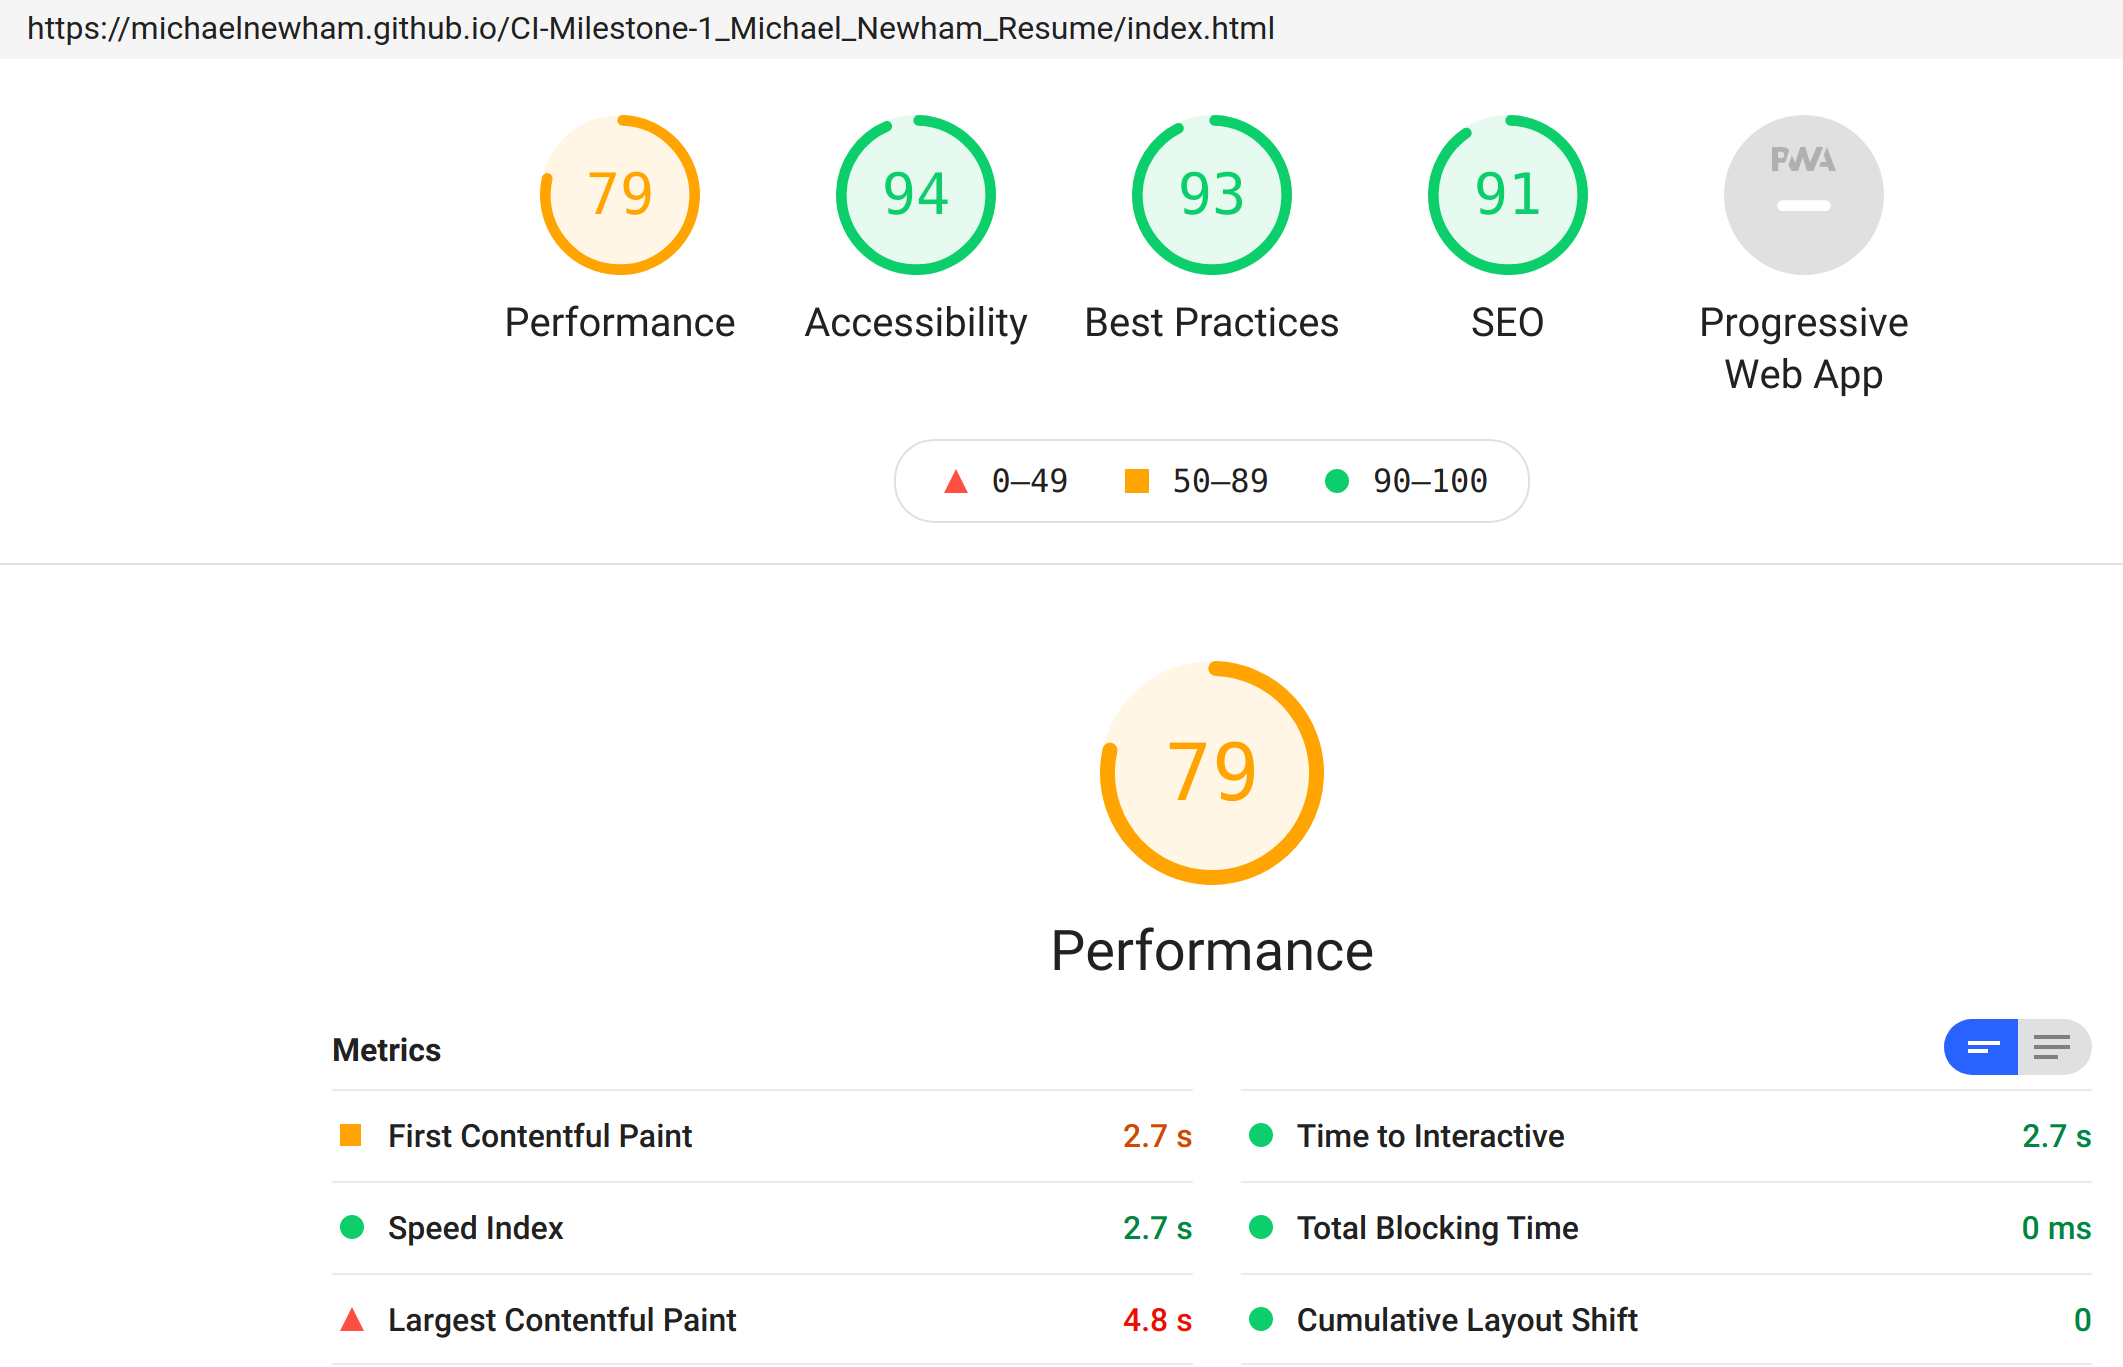 https://michaelnewham.github.io/CI-Milestone-1_Michael_Newham_Resume/index.html
79
94
93
91
PWA
Performance
Accessibility
Best Practices
SEO
Progressive
Web App
0–49
50–89
90–100
79
Performance
Metrics
First Contentful Paint 2.7 s
Time to Interactive 2.7 s
Speed Index 2.7 s
Total Blocking Time 0 ms
Largest Contentful Paint 4.8 s
Cumulative Layout Shift 0